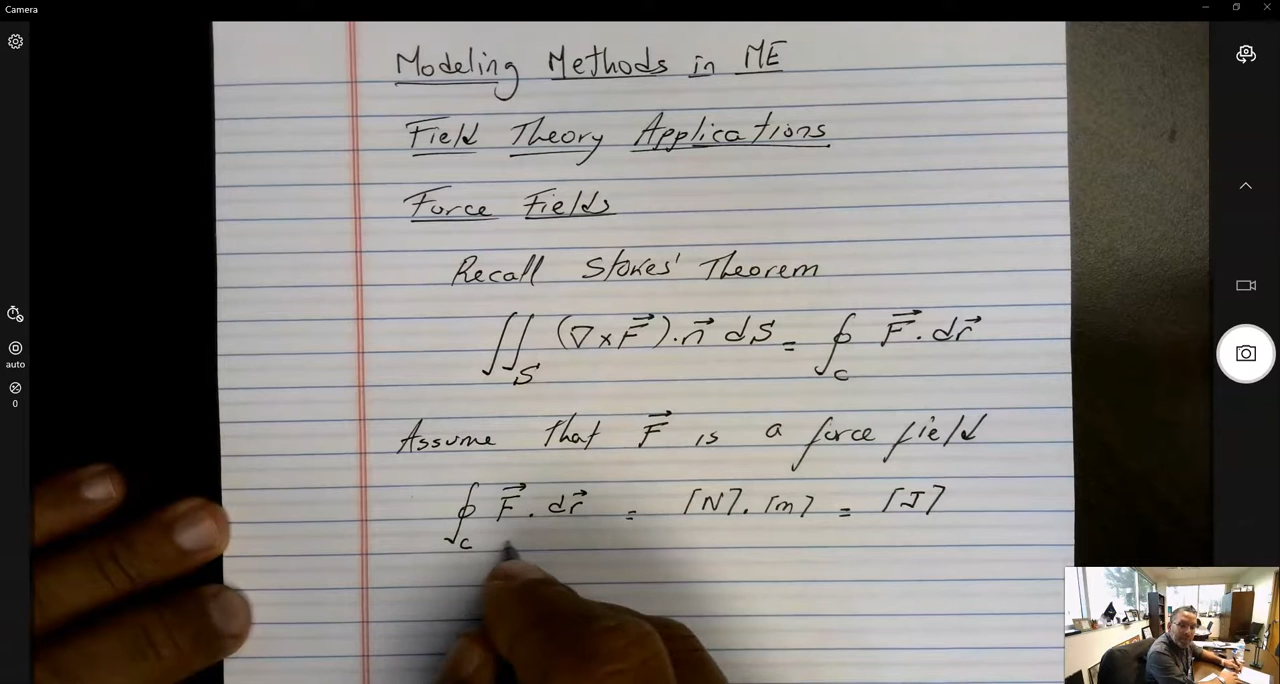 Camera
Modeling Methods in ME
Field Theory Applications
Force Fields
Recall Stokes' Theorem
∬_S (∇×F⃗).n⃗ dS = ∮_C F⃗.dr⃗
Assume that F⃗ is a force field
∮_C F⃗.dr⃗ = [N].[m] = [J]
auto
0